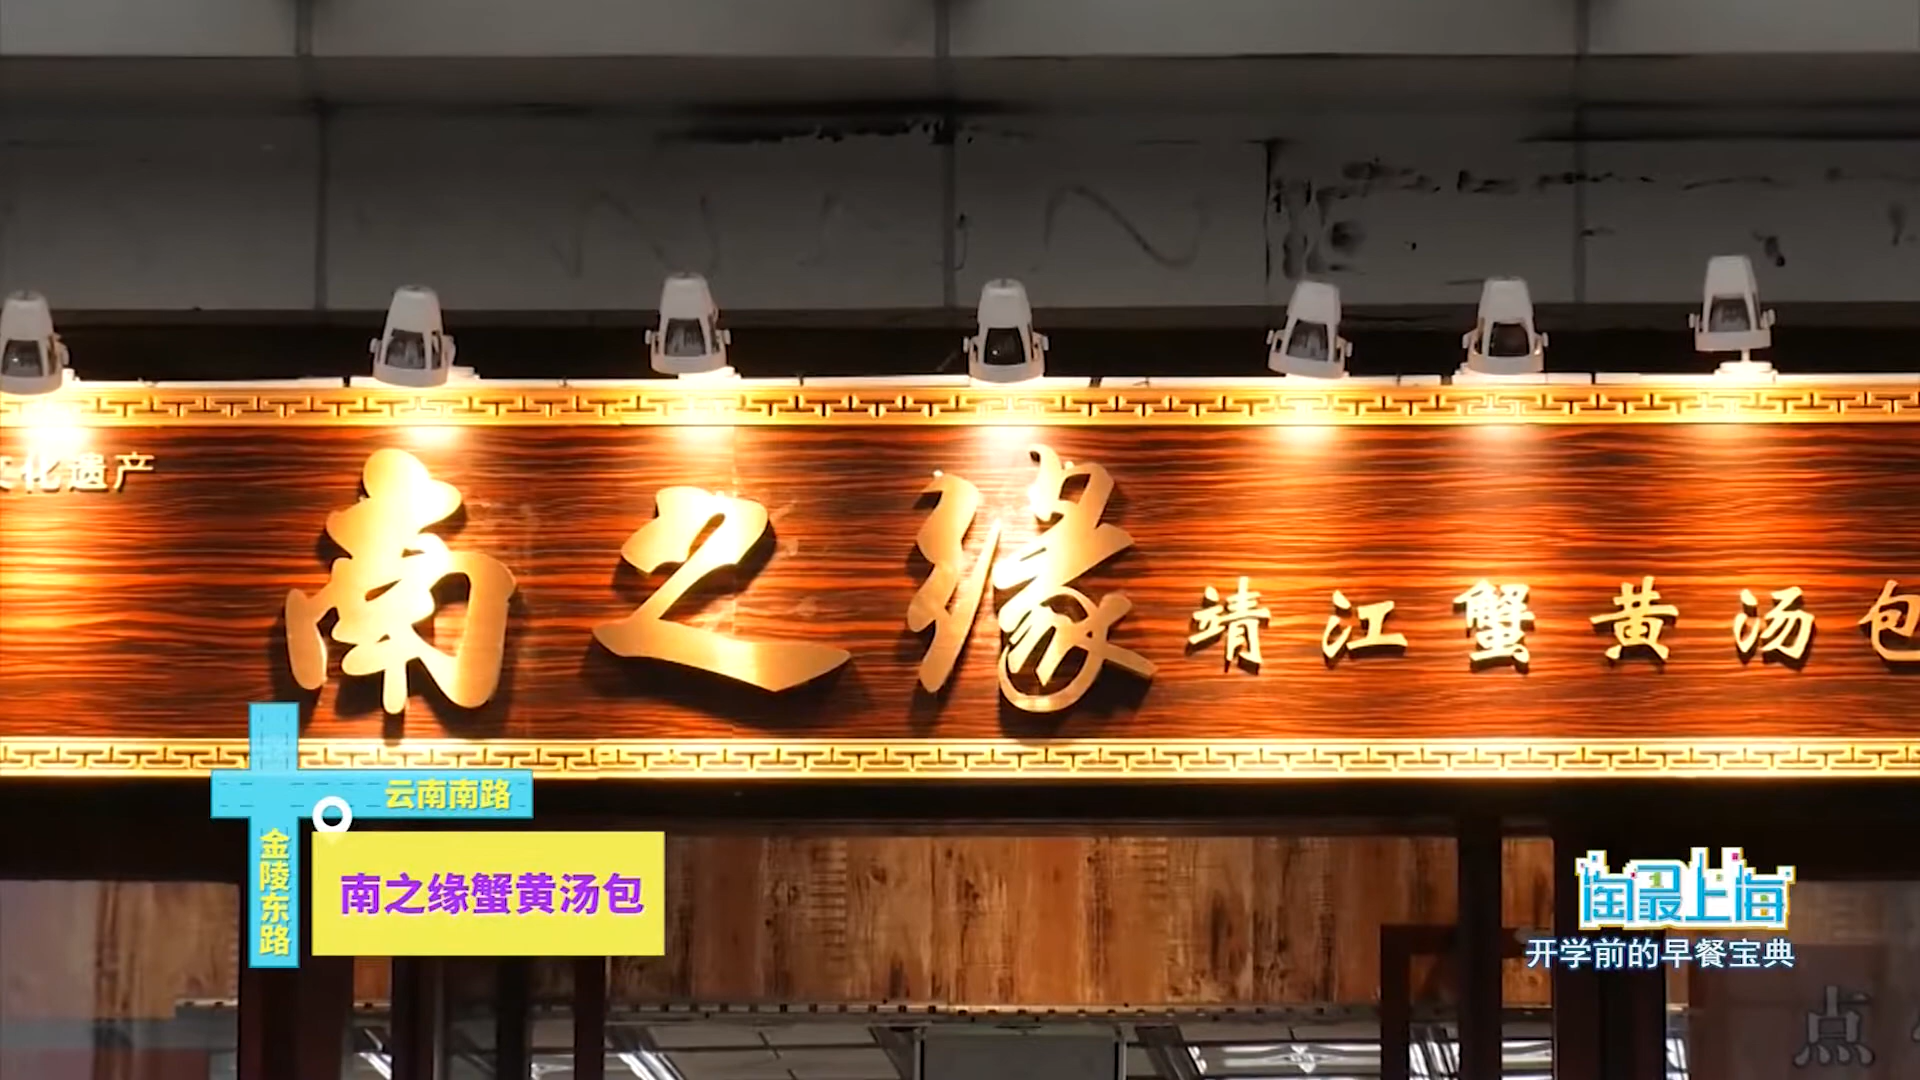 文化遗产
南之缘
靖江蟹黄汤包
云南南路
金陵东路
南之缘蟹黄汤包
淘最上海
开学前的早餐宝典
点